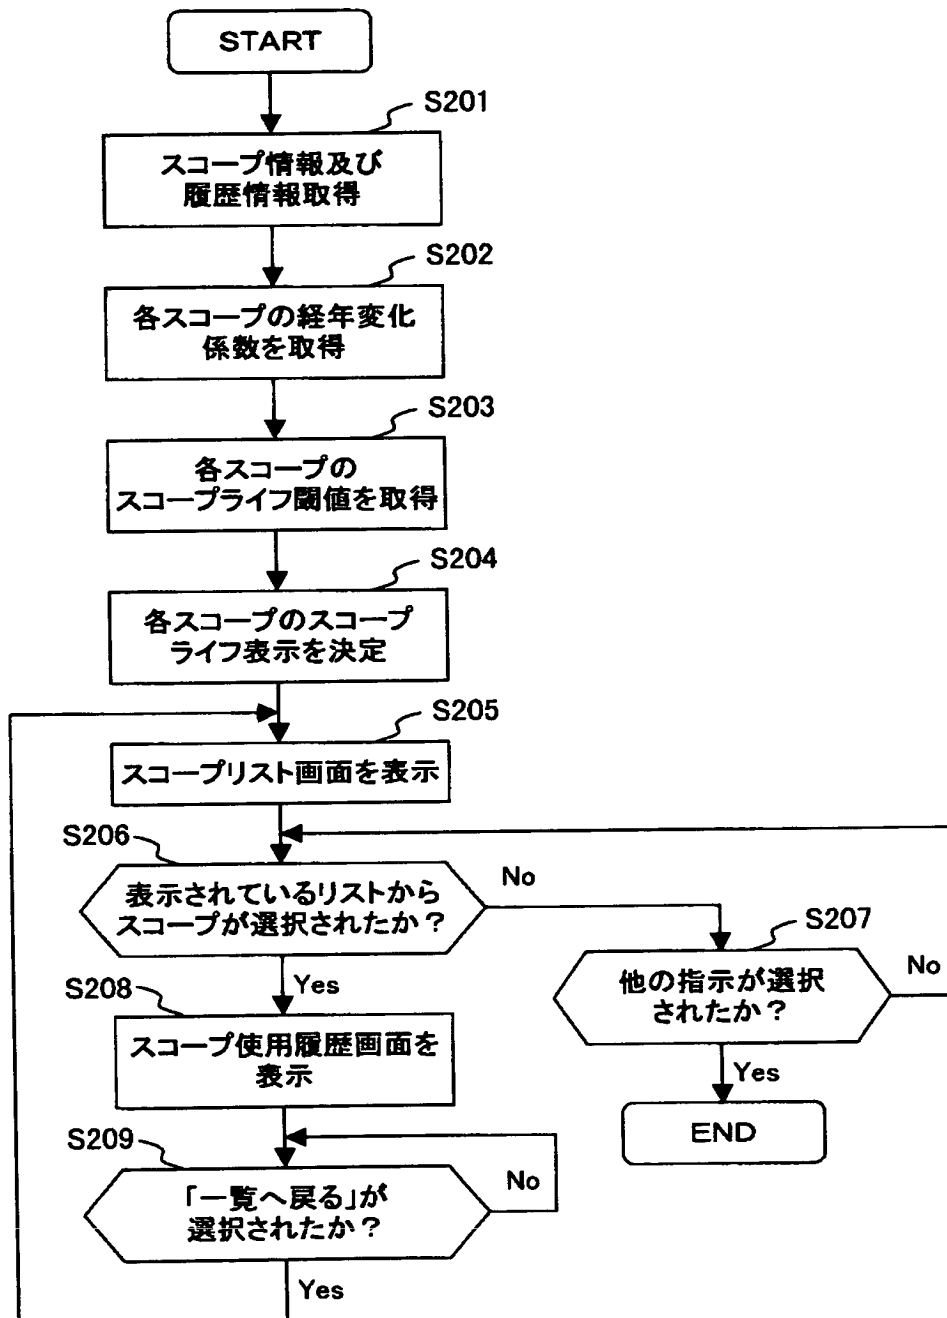 START
S201
スコープ情報及び
履歴情報取得
S202
各スコープの経年変化
係数を取得
S203
各スコープの
スコープライフ閾値を取得
S204
各スコープのスコープ
ライフ表示を決定
S205
スコープリスト画面を表示
S206
表示されているリストから
スコープが選択されたか?
No
S207
他の指示が選択
されたか?
No
Yes
END
Yes
S208
スコープ使用履歴画面を
表示
S209
「一覧へ戻る」が
選択されたか?
No
Yes